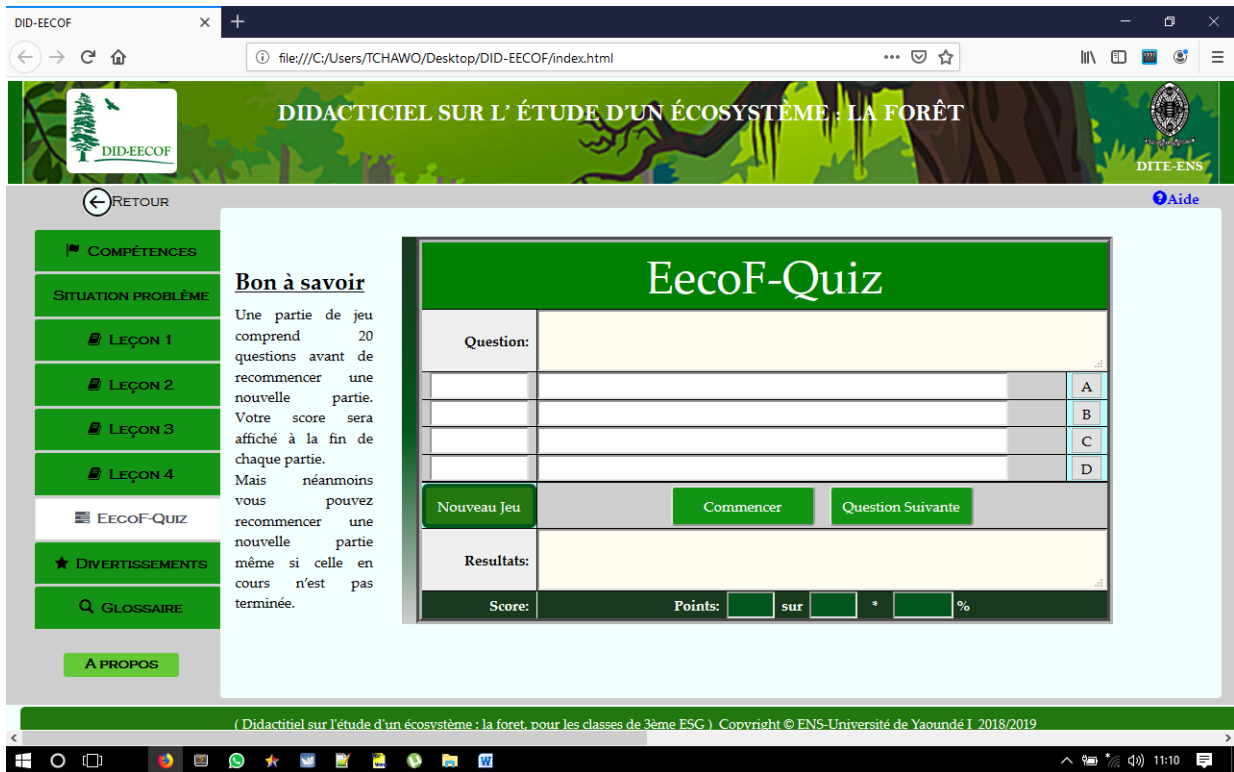 DID-EECOF
file:///C:/Users/TCHAWO/Desktop/DID-EECOF/index.html
DID-EECOF
DIDACTICIEL SUR L' ÉTUDE D'UN ÉCOSYSTÈME : LA FORÊT
DITE-ENS
RETOUR
Aide
COMPÉTENCES
SITUATION PROBLÈME
LEÇON 1
LEÇON 2
LEÇON 3
LEÇON 4
EECOF-QUIZ
DIVERTISSEMENTS
GLOSSAIRE
A PROPOS
Bon à savoir
Une partie de jeu
comprend 20
questions avant de
recommencer une
nouvelle partie.
Votre score sera
affiché à la fin de
chaque partie.
Mais néanmoins
vous pouvez
recommencer une
nouvelle partie
même si celle en
cours n'est pas
terminée.
EecoF-Quiz
Question:
A
B
C
D
Nouveau Jeu Commencer Question Suivante
Resultats:
Score: Points: sur * %
( Didactitiel sur l'étude d'un écosystème : la foret, pour les classes de 3ème ESG ) Copyright © ENS-Université de Yaoundé I 2018/2019
11:10